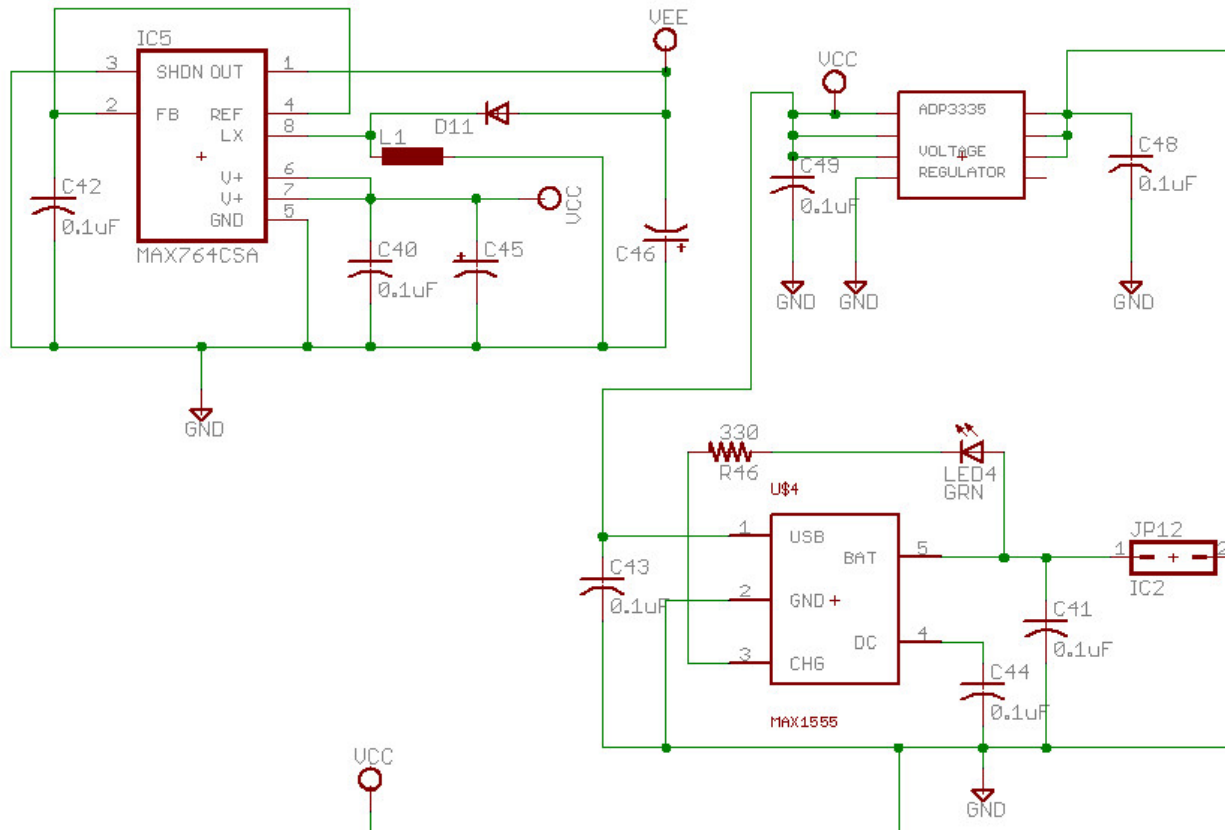 VEE
IC5
3 SHDN OUT 1
2 FB REF 4
LX 8
V+ 6
V+ 7
GND 5
MAX764CSA
D11
L1
C42
0.1uF
VCC
C40
0.1uF
C45
C46
GND
VCC
ADP3335
VOLTAGE
REGULATOR
C49
0.1uF
C48
0.1uF
GND
GND
GND
330
R46
LED4
GRN
U$4
1 USB
BAT 5
2 GND
DC 4
3 CHG
MAX1555
C43
0.1uF
JP12
1 2
IC2
C41
0.1uF
C44
0.1uF
GND
VCC